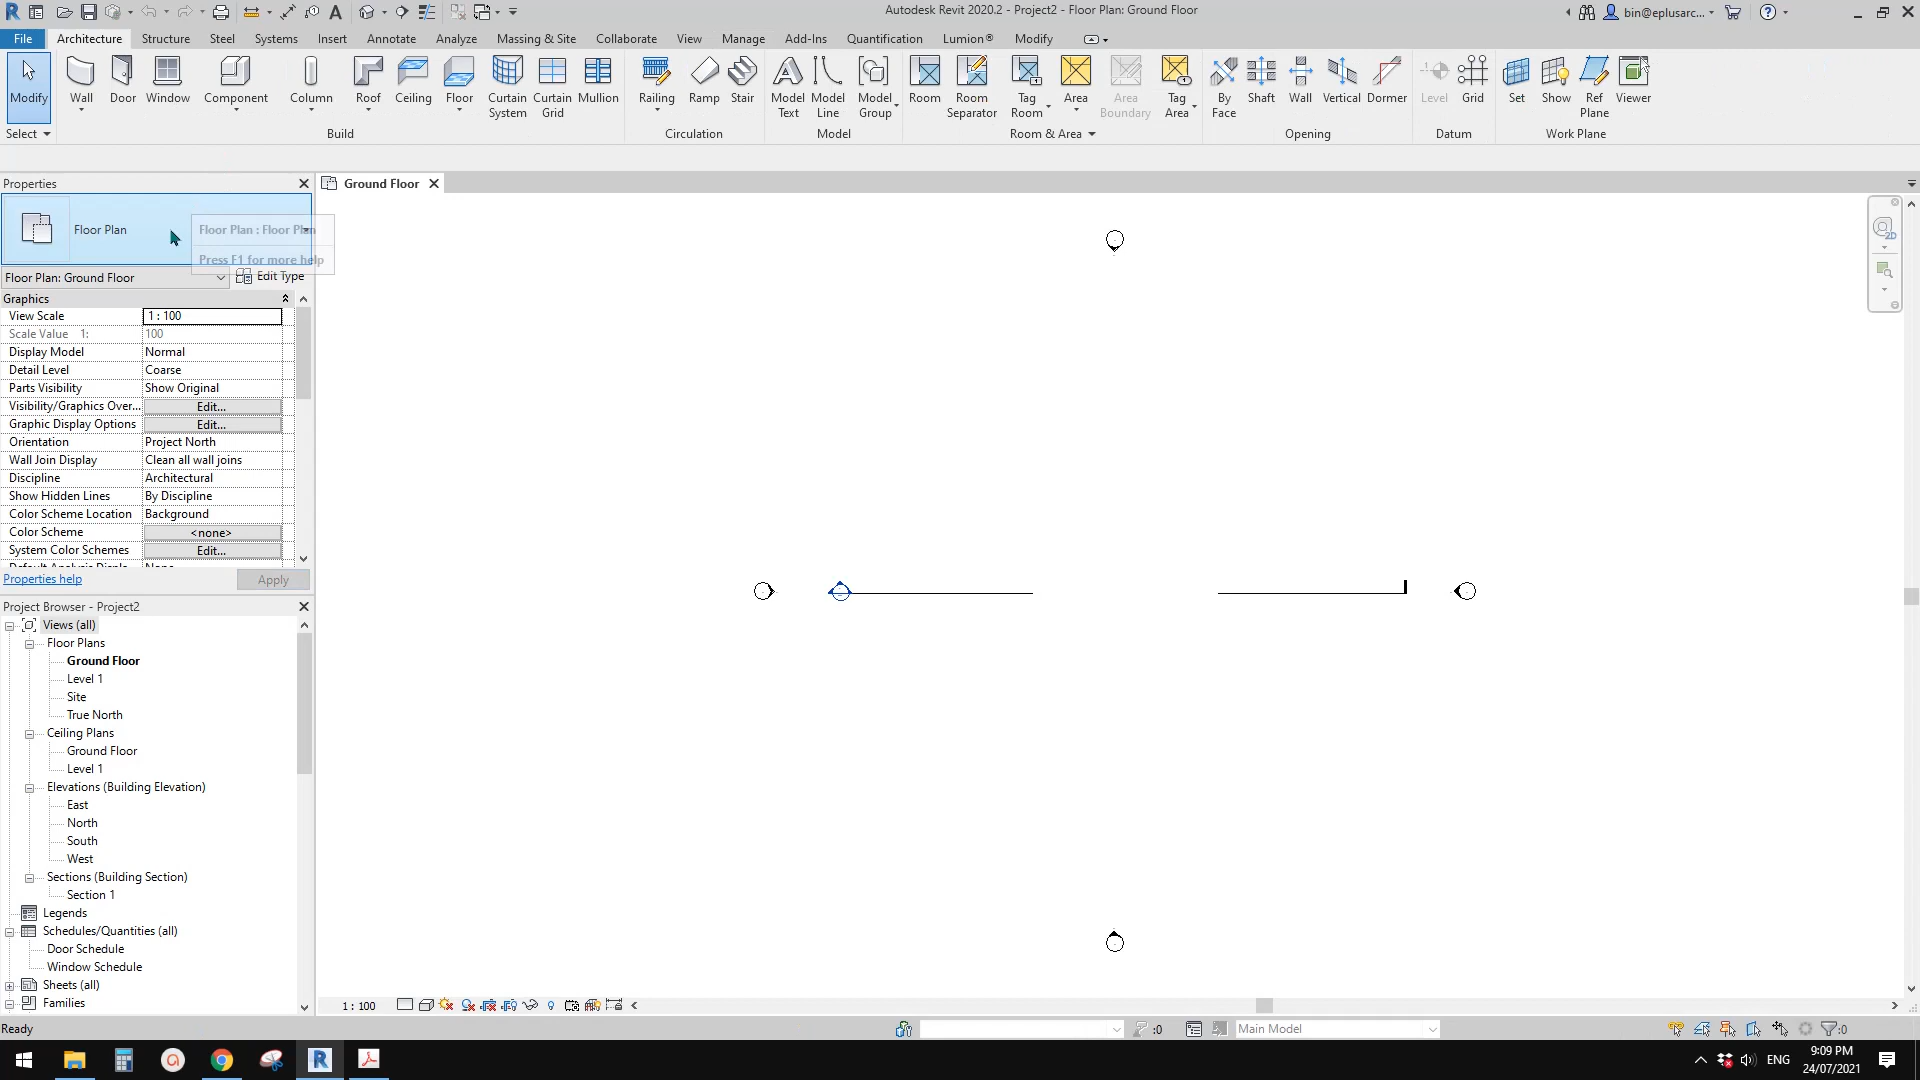 Autodesk Revit 2020.2 - Project2 - Floor Plan: Ground Floor
bin@eplusarc...
File Architecture Structure Steel Systems Insert Annotate Analyze Massing & Site Collaborate View Manage Add-Ins Quantification Lumion® Modify
Modify Wall Door Window Component Column Roof Ceiling Floor Curtain System Curtain Grid Mullion Railing Ramp Stair Model Text Model Line Model Group Room Room Separator Tag Room Area Area Boundary Tag Area By Face Shaft Wall Vertical Dormer Level Grid Set Show Ref Plane Viewer
Select Build Circulation Model Room & Area Opening Datum Work Plane
Properties
Ground Floor
Floor Plan
Floor Plan : Floor Plan
Press F1 for more help
Floor Plan: Ground Floor
Edit Type
Graphics
View Scale 1 : 100
Scale Value 1: 100
Display Model Normal
Detail Level Coarse
Parts Visibility Show Original
Visibility/Graphics Over... Edit...
Graphic Display Options Edit...
Orientation Project North
Wall Join Display Clean all wall joins
Discipline Architectural
Show Hidden Lines By Discipline
Color Scheme Location Background
Color Scheme <none>
System Color Schemes Edit...
Properties help Apply
Project Browser - Project2
Views (all)
Floor Plans
Ground Floor
Level 1
Site
True North
Ceiling Plans
Ground Floor
Level 1
Elevations (Building Elevation)
East
North
South
West
Sections (Building Section)
Section 1
Legends
Schedules/Quantities (all)
Door Schedule
Window Schedule
Sheets (all)
Families
1 : 100
Ready
:0
Main Model
:0
ENG
9:09 PM
24/07/2021